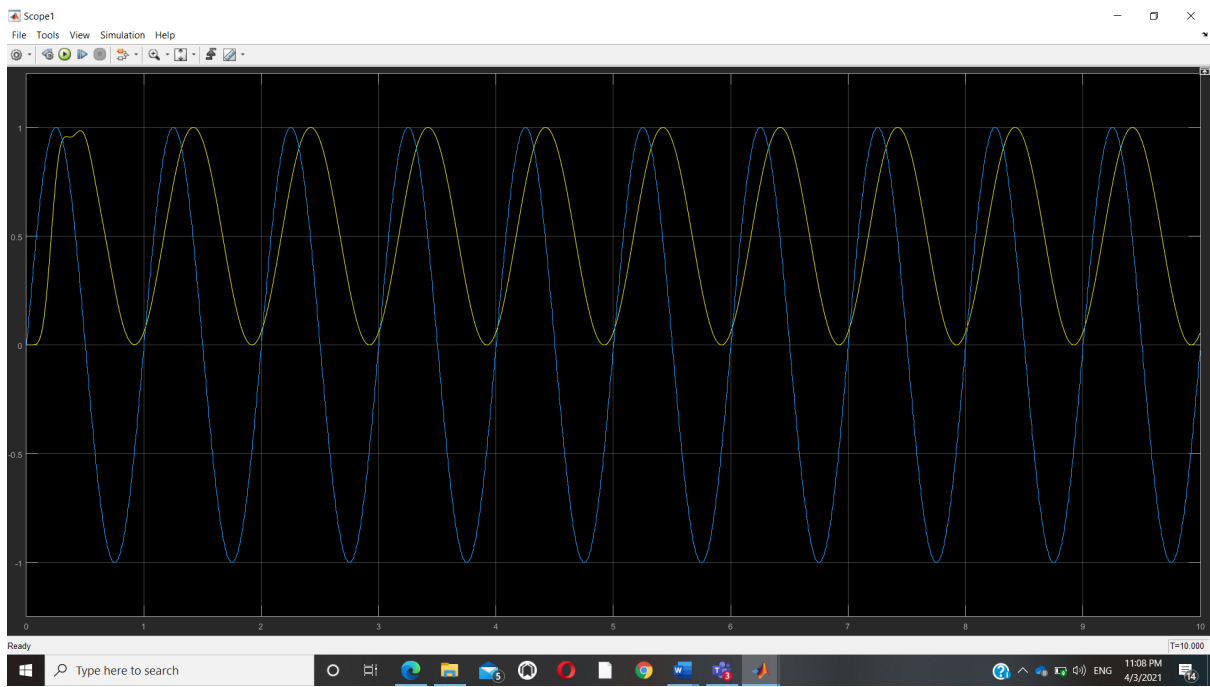 Scope1
File Tools View Simulation Help
1
0.5
0
-0.5
-1
0 1 2 3 4 5 6 7 8 9 10
Ready
T=10.000
Type here to search
5
3
ENG
11:08 PM
4/3/2021
14